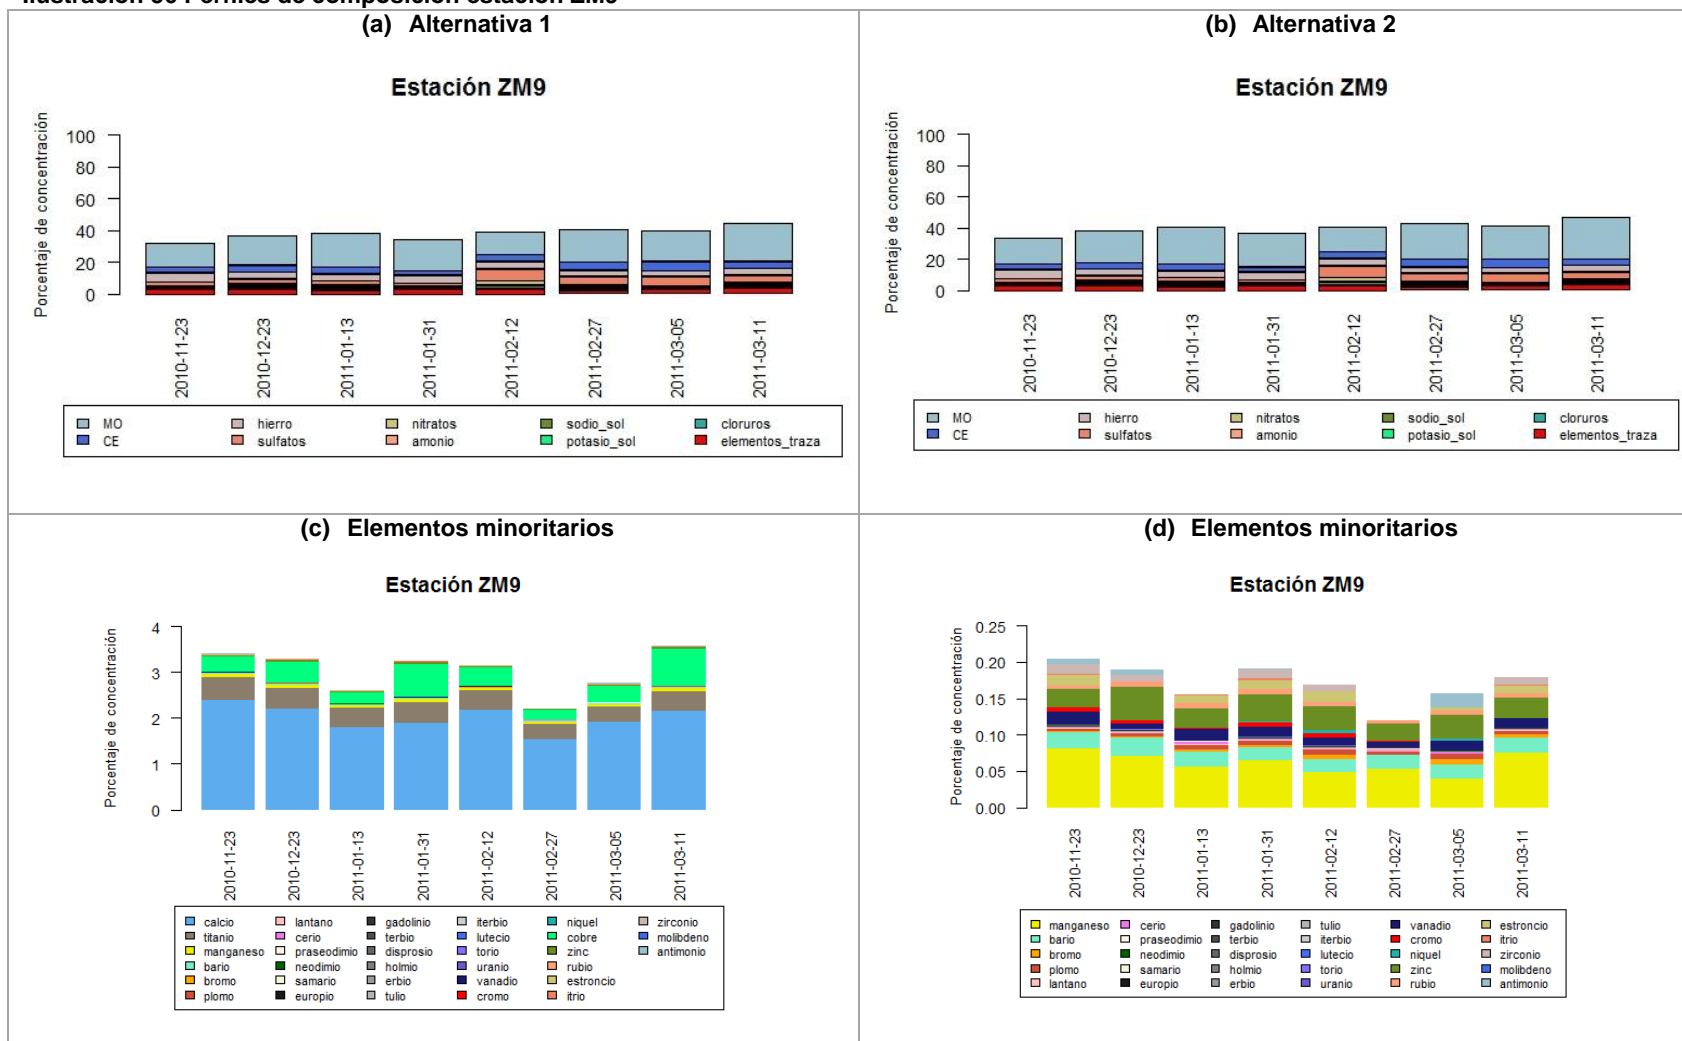 (a) Alternativa 1
Estación ZM9
Porcentaje de concentración
100
80
60
40
20
0
2010-11-23
2010-12-23
2011-01-13
2011-01-31
2011-02-12
2011-02-27
2011-03-05
2011-03-11
MO hierro nitratos sodio_sol cloruros
CE sulfatos amonio potasio_sol elementos_traza
(b) Alternativa 2
Estación ZM9
Porcentaje de concentración
100
80
60
40
20
0
2010-11-23
2010-12-23
2011-01-13
2011-01-31
2011-02-12
2011-02-27
2011-03-05
2011-03-11
MO hierro nitratos sodio_sol cloruros
CE sulfatos amonio potasio_sol elementos_traza
(c) Elementos minoritarios
Estación ZM9
Porcentaje de concentración
4
3
2
1
0
2010-11-23
2010-12-23
2011-01-13
2011-01-31
2011-02-12
2011-02-27
2011-03-05
2011-03-11
calcio lantano gadolinio iterbio niquel zirconio
titanio cerio terbio lutecio cobre molibdeno
manganeso praseodimio disprosio torio zinc antimonio
bario neodimio holmio uranio rubio
bromo samario erbio vanadio estroncio
plomo europio tulio cromo itrio
(d) Elementos minoritarios
Estación ZM9
Porcentaje de concentración
0.25
0.20
0.15
0.10
0.05
0.00
2010-11-23
2010-12-23
2011-01-13
2011-01-31
2011-02-12
2011-02-27
2011-03-05
2011-03-11
manganeso cerio gadolinio tulio vanadio estroncio
bario praseodimio terbio iterbio cromo itrio
bromo neodimio disprosio lutecio niquel zirconio
plomo samario holmio torio zinc molibdeno
lantano europio erbio uranio rubio antimonio